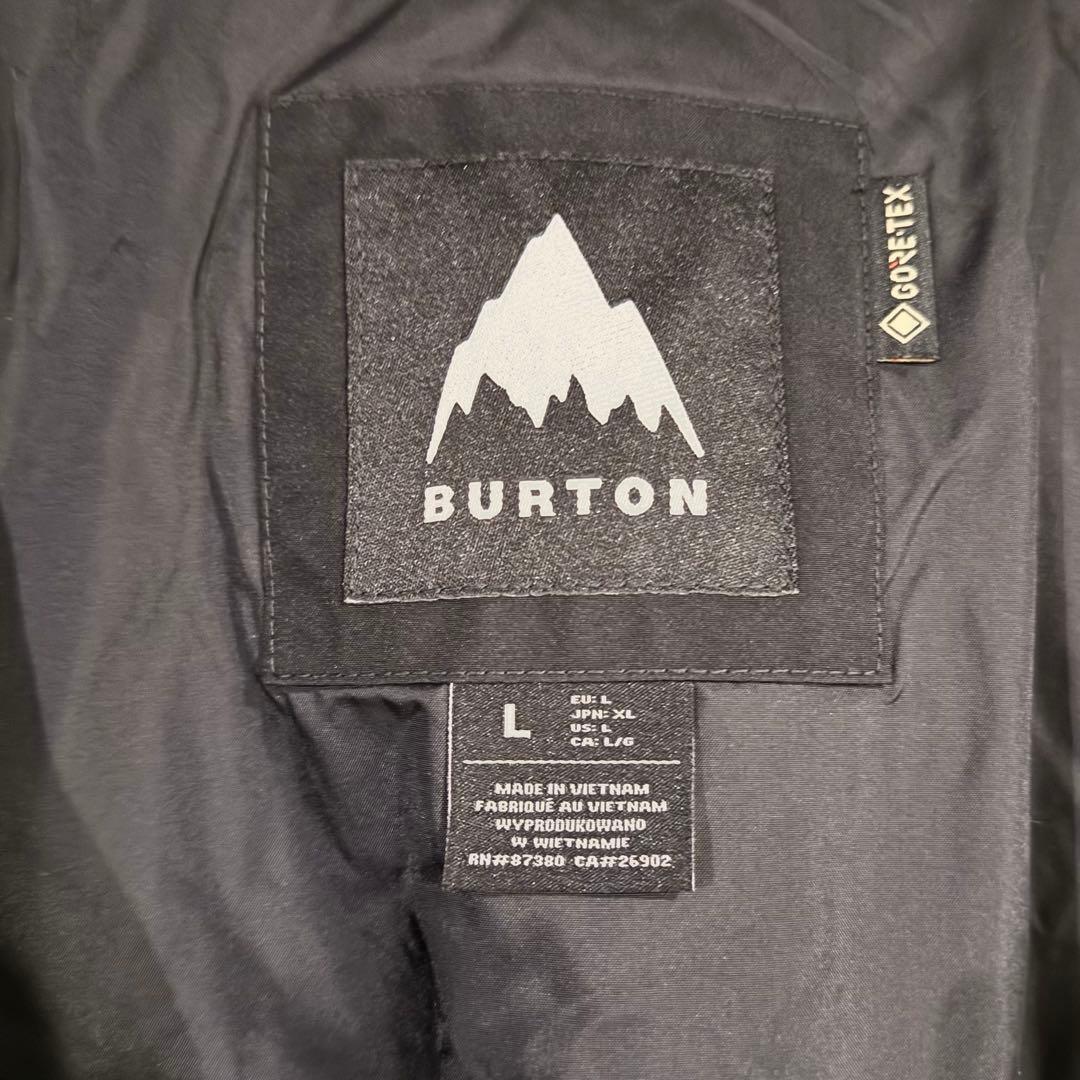 GORE-TEX
BURTON
L
EU: L
JPN: XL
US: L
CA: L/G
MADE IN VIETNAM
FABRIQUÉ AU VIETNAM
WYPRODUKOWANO
W WIETNAMIE
RN#87380 CA#26902